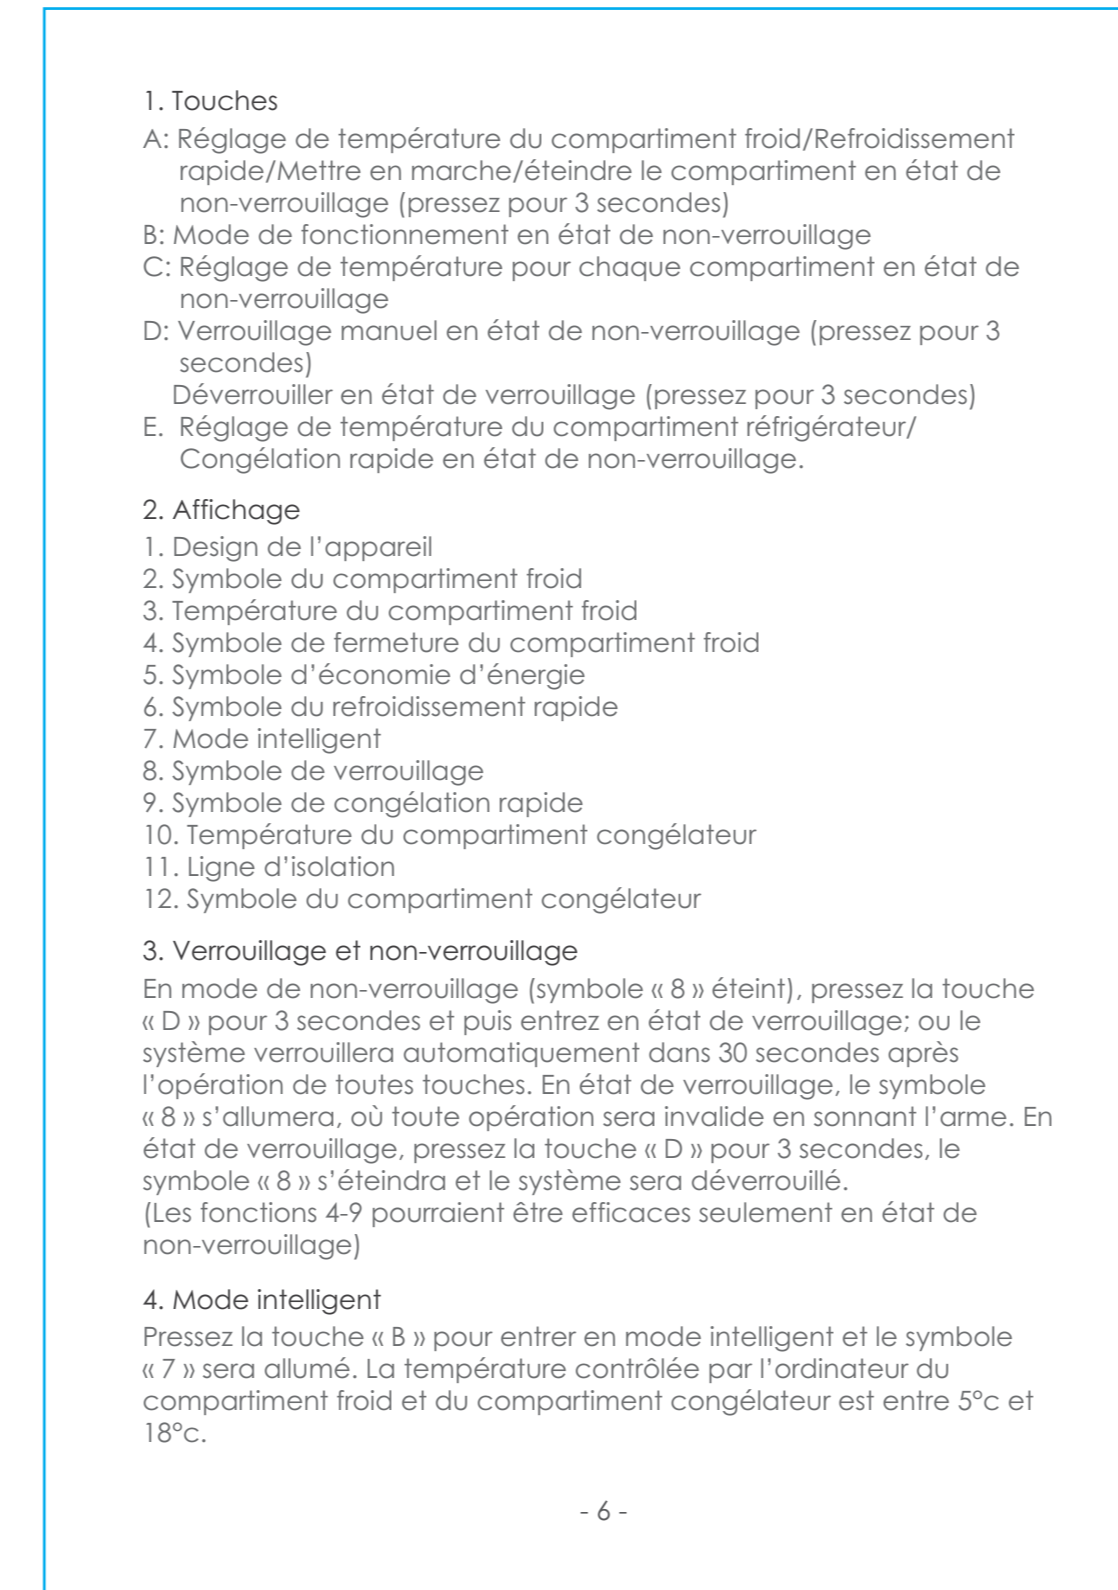 1. Touches
A: Réglage de température du compartiment froid/Refroidissement
rapide/Mettre en marche/éteindre le compartiment en état de
non-verrouillage (pressez pour 3 secondes)
B: Mode de fonctionnement en état de non-verrouillage
C: Réglage de température pour chaque compartiment en état de
non-verrouillage
D: Verrouillage manuel en état de non-verrouillage (pressez pour 3
secondes)
Déverrouiller en état de verrouillage (pressez pour 3 secondes)
E. Réglage de température du compartiment réfrigérateur/
Congélation rapide en état de non-verrouillage.
2. Affichage
1. Design de l’appareil
2. Symbole du compartiment froid
3. Température du compartiment froid
4. Symbole de fermeture du compartiment froid
5. Symbole d’économie d’énergie
6. Symbole du refroidissement rapide
7. Mode intelligent
8. Symbole de verrouillage
9. Symbole de congélation rapide
10. Température du compartiment congélateur
11. Ligne d’isolation
12. Symbole du compartiment congélateur
3. Verrouillage et non-verrouillage
En mode de non-verrouillage (symbole « 8 » éteint), pressez la touche
« D » pour 3 secondes et puis entrez en état de verrouillage; ou le
système verrouillera automatiquement dans 30 secondes après
l’opération de toutes touches. En état de verrouillage, le symbole
« 8 » s’allumera, où toute opération sera invalide en sonnant l’arme. En
état de verrouillage, pressez la touche « D » pour 3 secondes, le
symbole « 8 » s’éteindra et le système sera déverrouillé.
(Les fonctions 4-9 pourraient être efficaces seulement en état de
non-verrouillage)
4. Mode intelligent
Pressez la touche « B » pour entrer en mode intelligent et le symbole
« 7 » sera allumé. La température contrôlée par l’ordinateur du
compartiment froid et du compartiment congélateur est entre 5°c et
18°c.
- 6 -